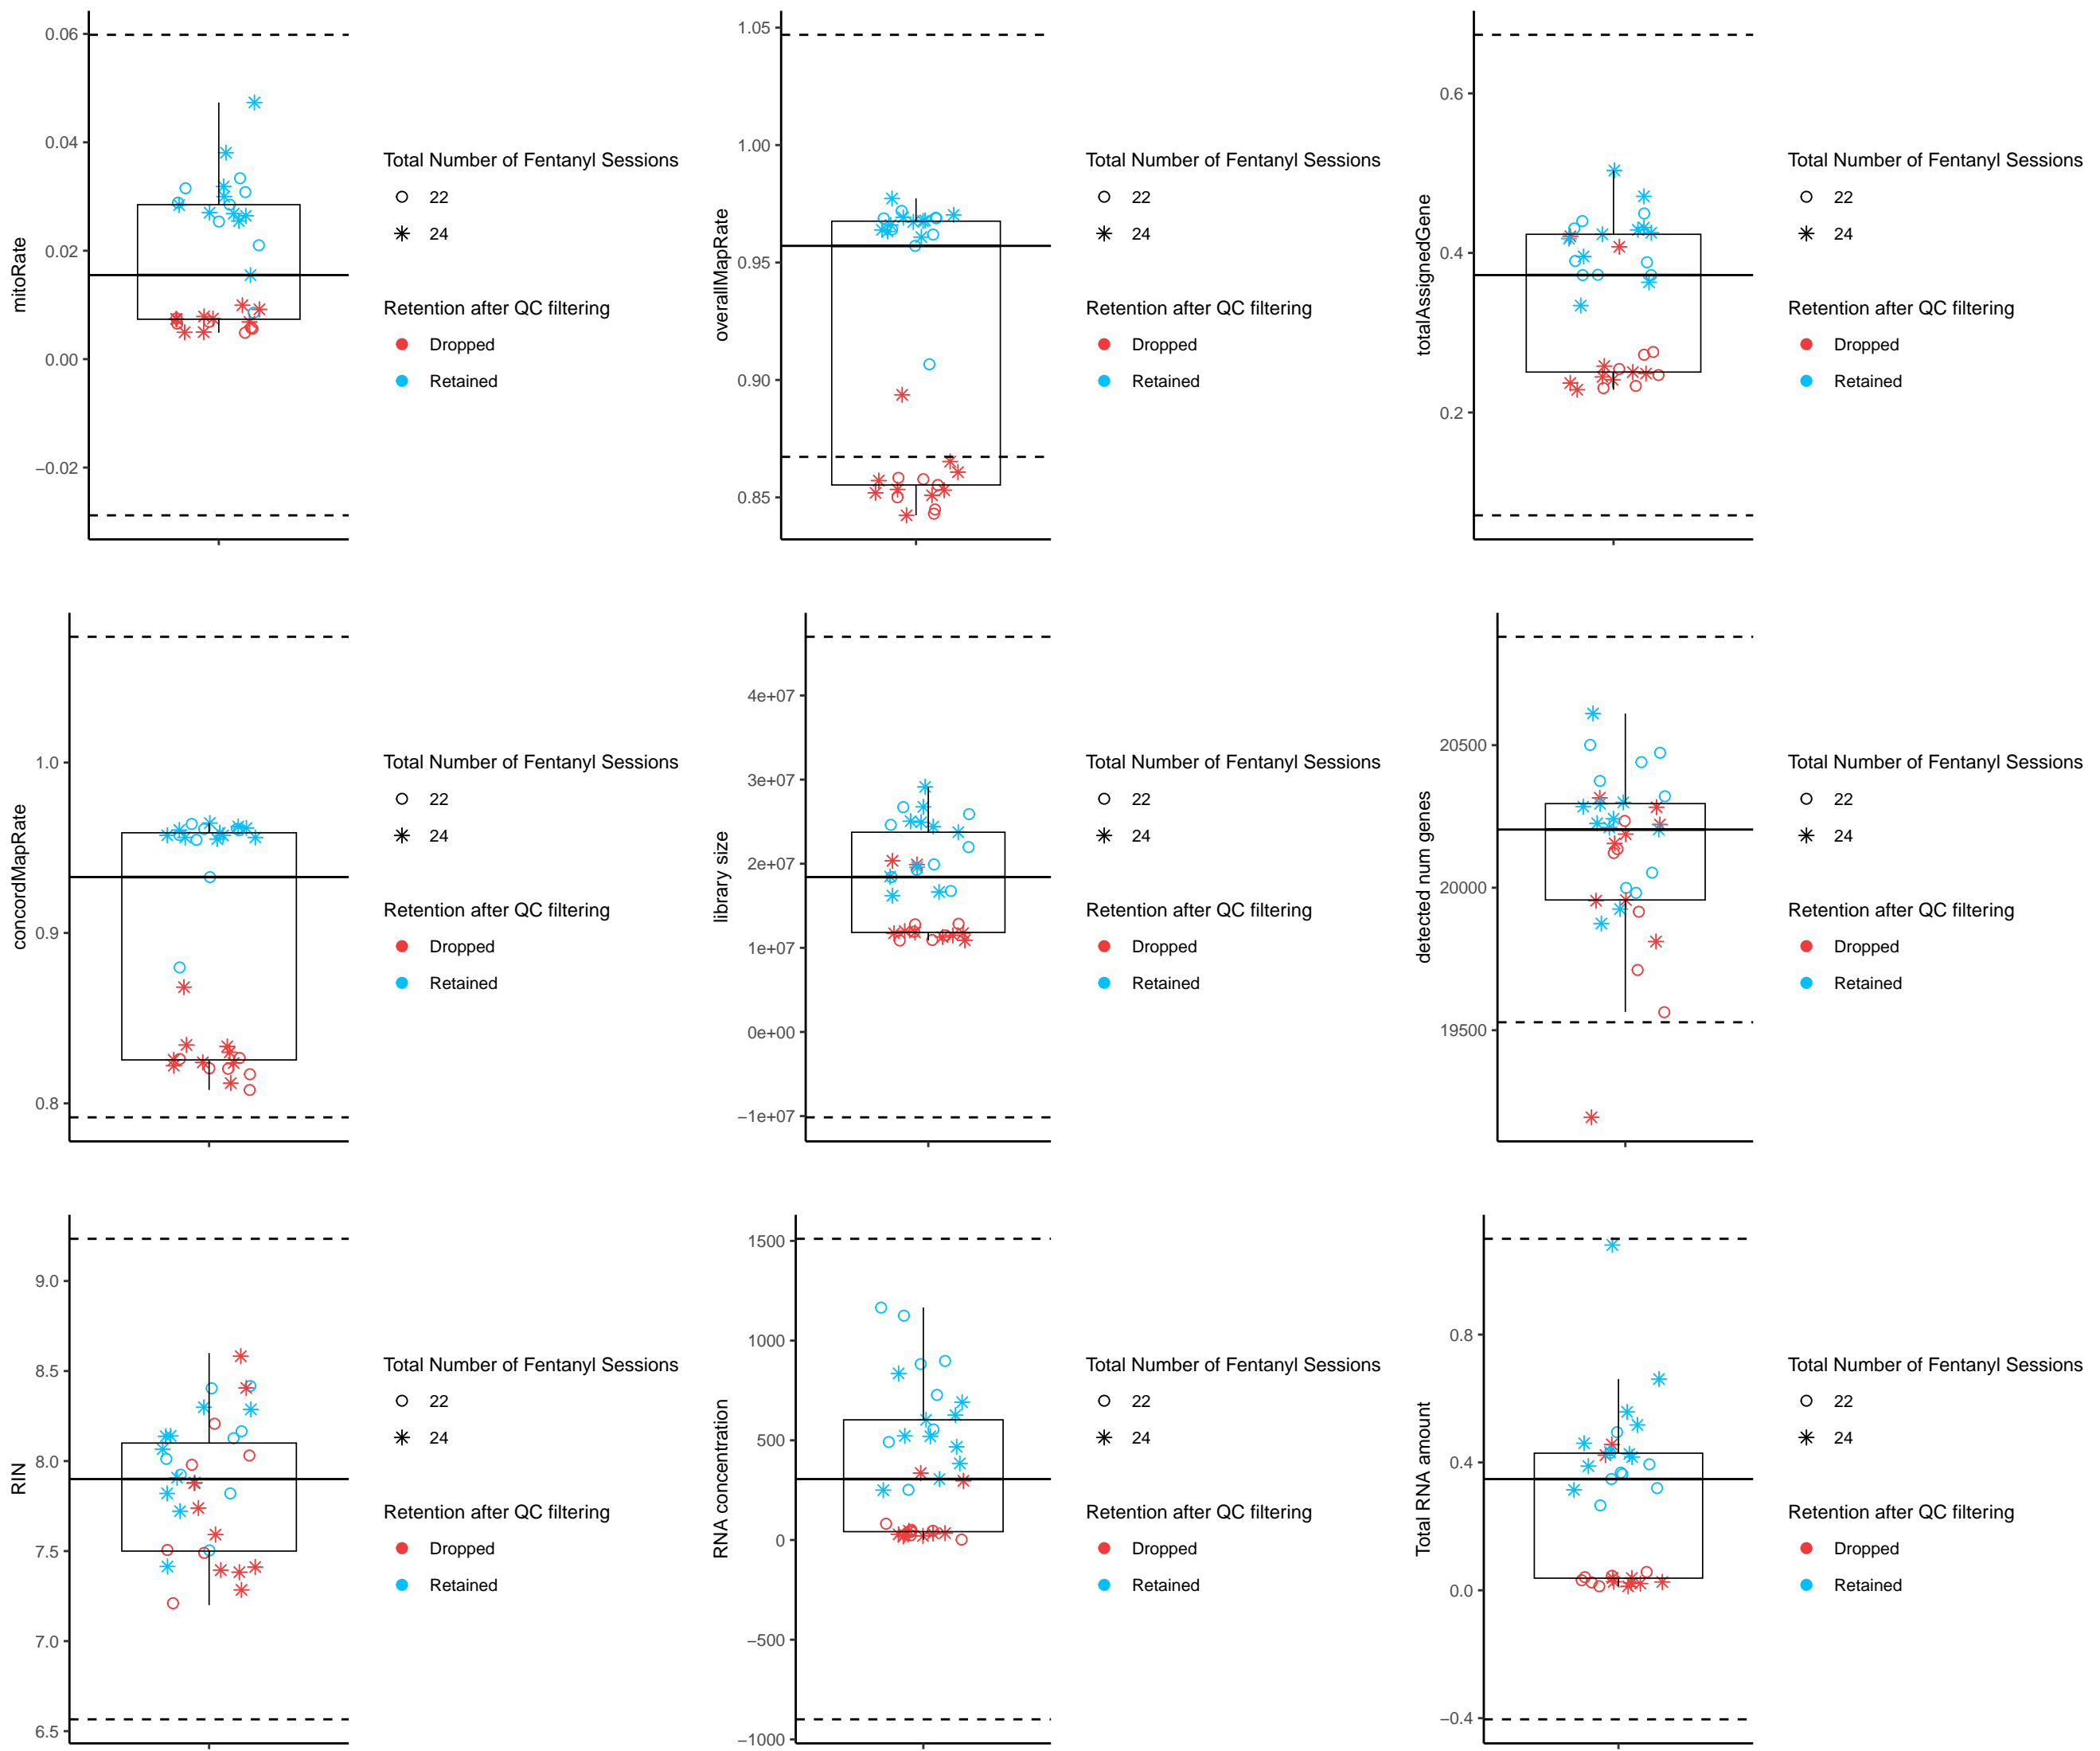 mitoRate
0.06
0.04
0.02
0.00
−0.02
Total Number of Fentanyl Sessions
22
24
Retention after QC filtering
Dropped
Retained
overallMapRate
1.05
1.00
0.95
0.90
0.85
Total Number of Fentanyl Sessions
22
24
Retention after QC filtering
Dropped
Retained
totalAssignedGene
0.6
0.4
0.2
Total Number of Fentanyl Sessions
22
24
Retention after QC filtering
Dropped
Retained
concordMapRate
1.0
0.9
0.8
Total Number of Fentanyl Sessions
22
24
Retention after QC filtering
Dropped
Retained
library size
4e+07
3e+07
2e+07
1e+07
0e+00
−1e+07
Total Number of Fentanyl Sessions
22
24
Retention after QC filtering
Dropped
Retained
detected num genes
20500
20000
19500
Total Number of Fentanyl Sessions
22
24
Retention after QC filtering
Dropped
Retained
RIN
9.0
8.5
8.0
7.5
7.0
6.5
Total Number of Fentanyl Sessions
22
24
Retention after QC filtering
Dropped
Retained
RNA concentration
1500
1000
500
0
−500
−1000
Total Number of Fentanyl Sessions
22
24
Retention after QC filtering
Dropped
Retained
Total RNA amount
0.8
0.4
0.0
−0.4
Total Number of Fentanyl Sessions
22
24
Retention after QC filtering
Dropped
Retained